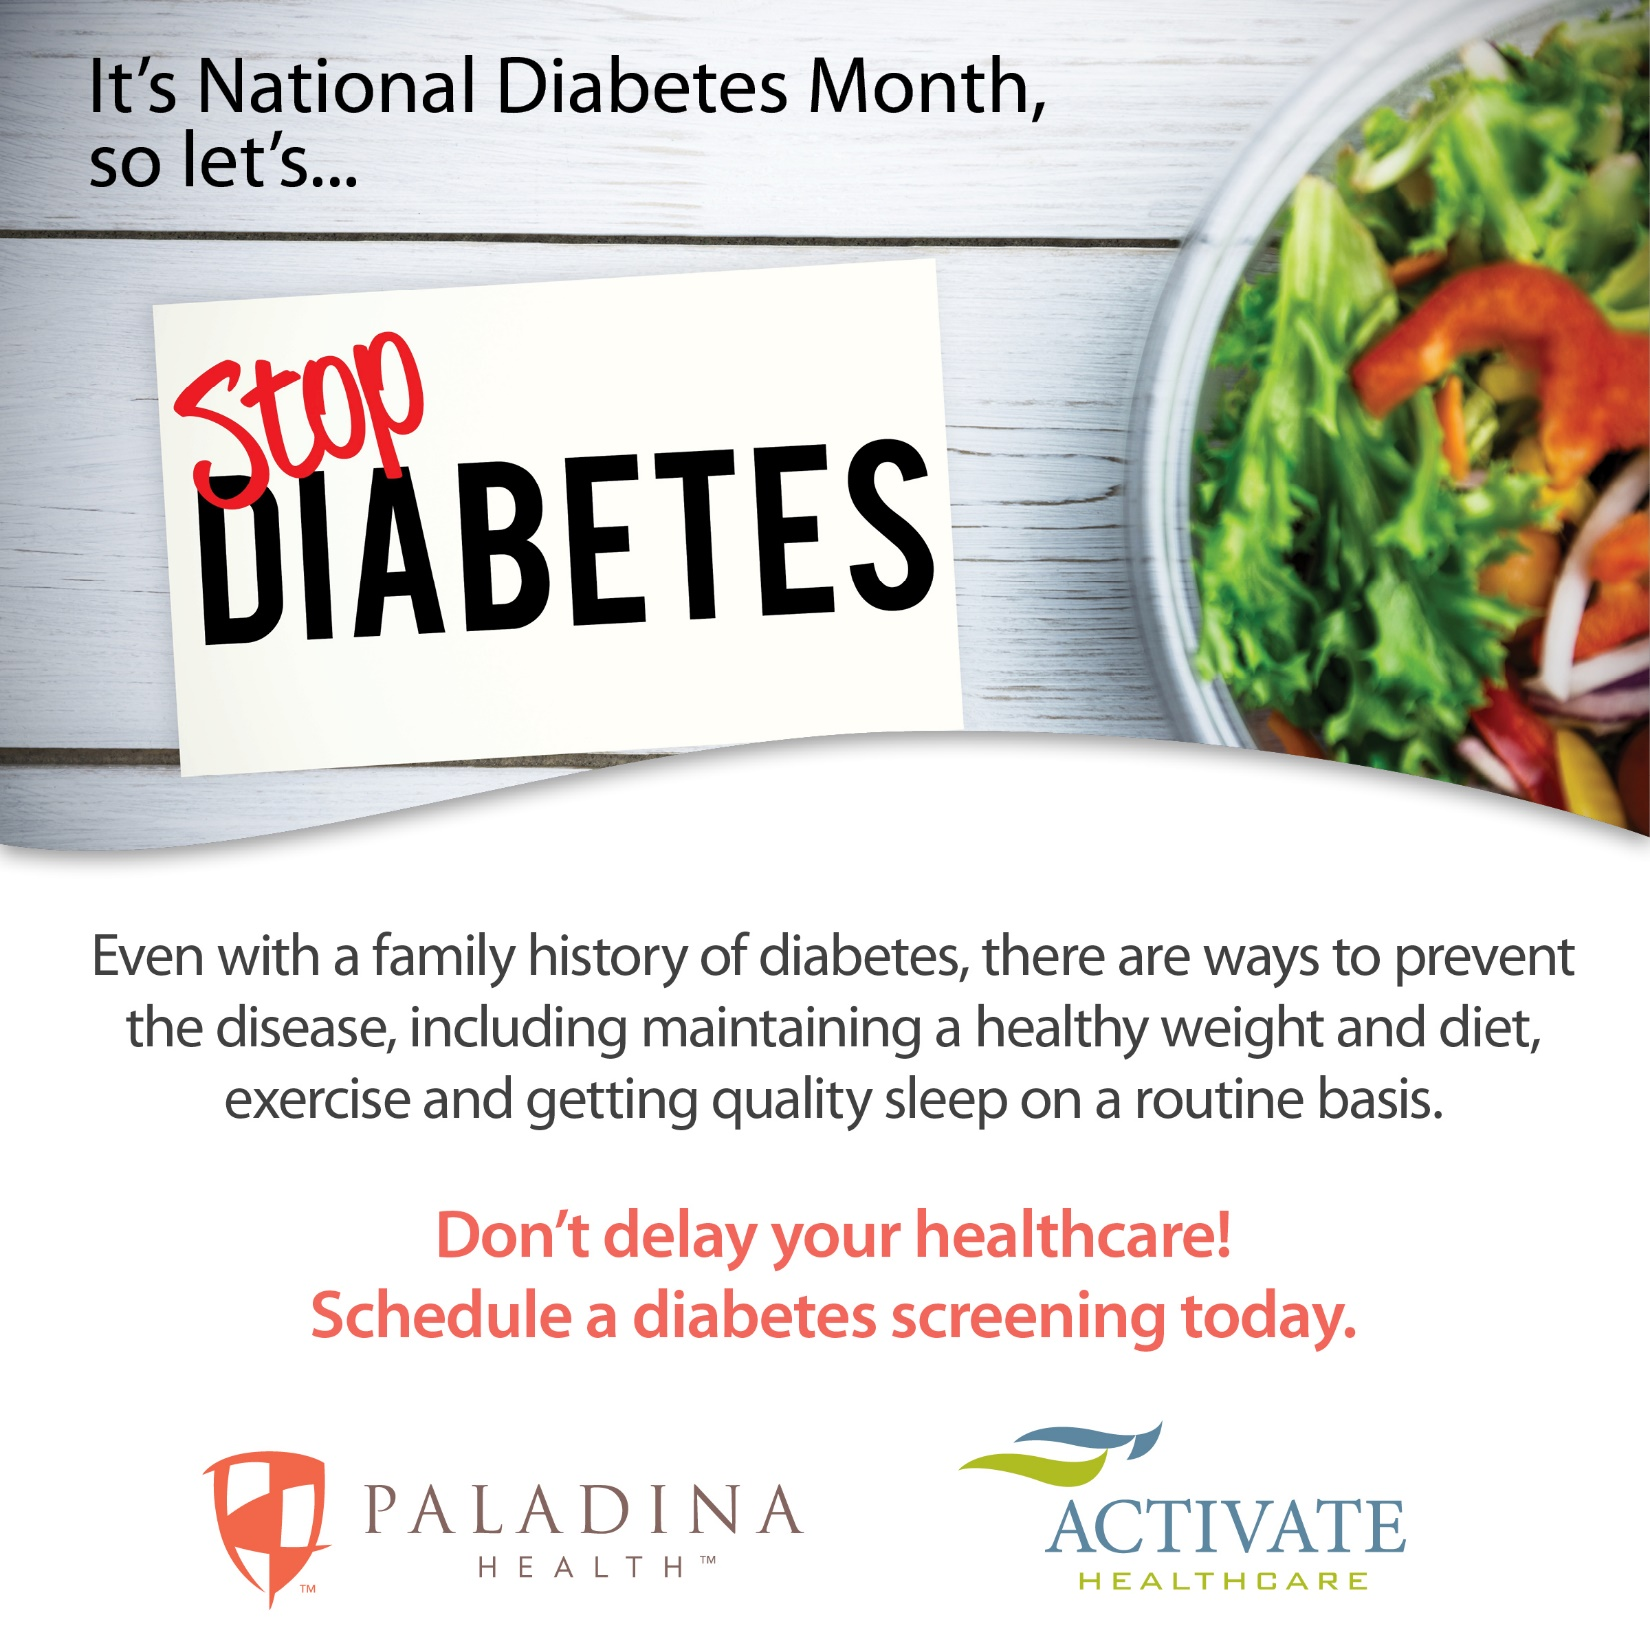 It’s National Diabetes Month,
so let’s...
Stop
DIABETES
Even with a family history of diabetes, there are ways to prevent
the disease, including maintaining a healthy weight and diet,
exercise and getting quality sleep on a routine basis.
Don’t delay your healthcare!
Schedule a diabetes screening today.
TM
PALADINA
HEALTH™
ACTIVATE
HEALTHCARE